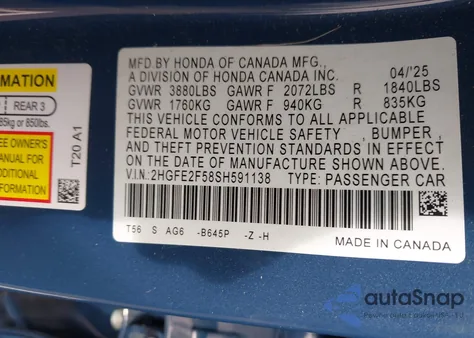 MFD.BY HONDA OF CANADA MFG.,
A DIVISION OF HONDA CANADA INC. 04/'25
GVWR 3880LBS GAWR F 2072LBS R 1840LBS
GVWR 1760KG GAWR F 940KG R 835KG
THIS VEHICLE CONFORMS TO ALL APPLICABLE
FEDERAL MOTOR VEHICLE SAFETY , BUMPER ,
AND THEFT PREVENTION STANDARDS IN EFFECT
ON THE DATE OF MANUFACTURE SHOWN ABOVE.
V.I.N.:2HGFE2F58SH591138 TYPE: PASSENGER CAR
T56 S AG6 -B645P -Z -H
MADE IN CANADA
REAR 3
or 850lbs.
T20 A1
autoSnap